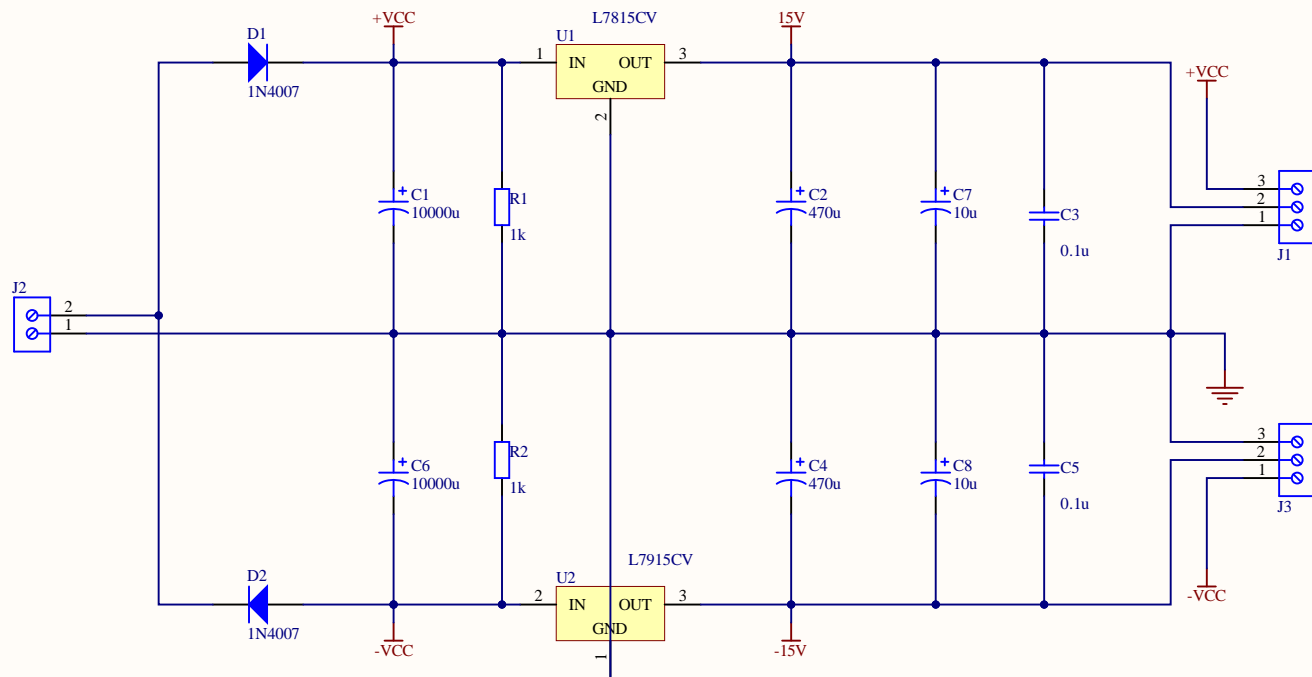 L7815CV
+VCC
15V
D1
U1
1 IN OUT 3
GND
2
1N4007
+VCC
C1
10000u
R1
1k
C2
470u
C7
10u
C3
0.1u
3
2
1
J1
J2
2
1
C6
10000u
R2
1k
C4
470u
C8
10u
C5
0.1u
3
2
1
J3
L7915CV
D2
U2
2 IN OUT 3
GND
1
1N4007
-VCC
-15V
-VCC